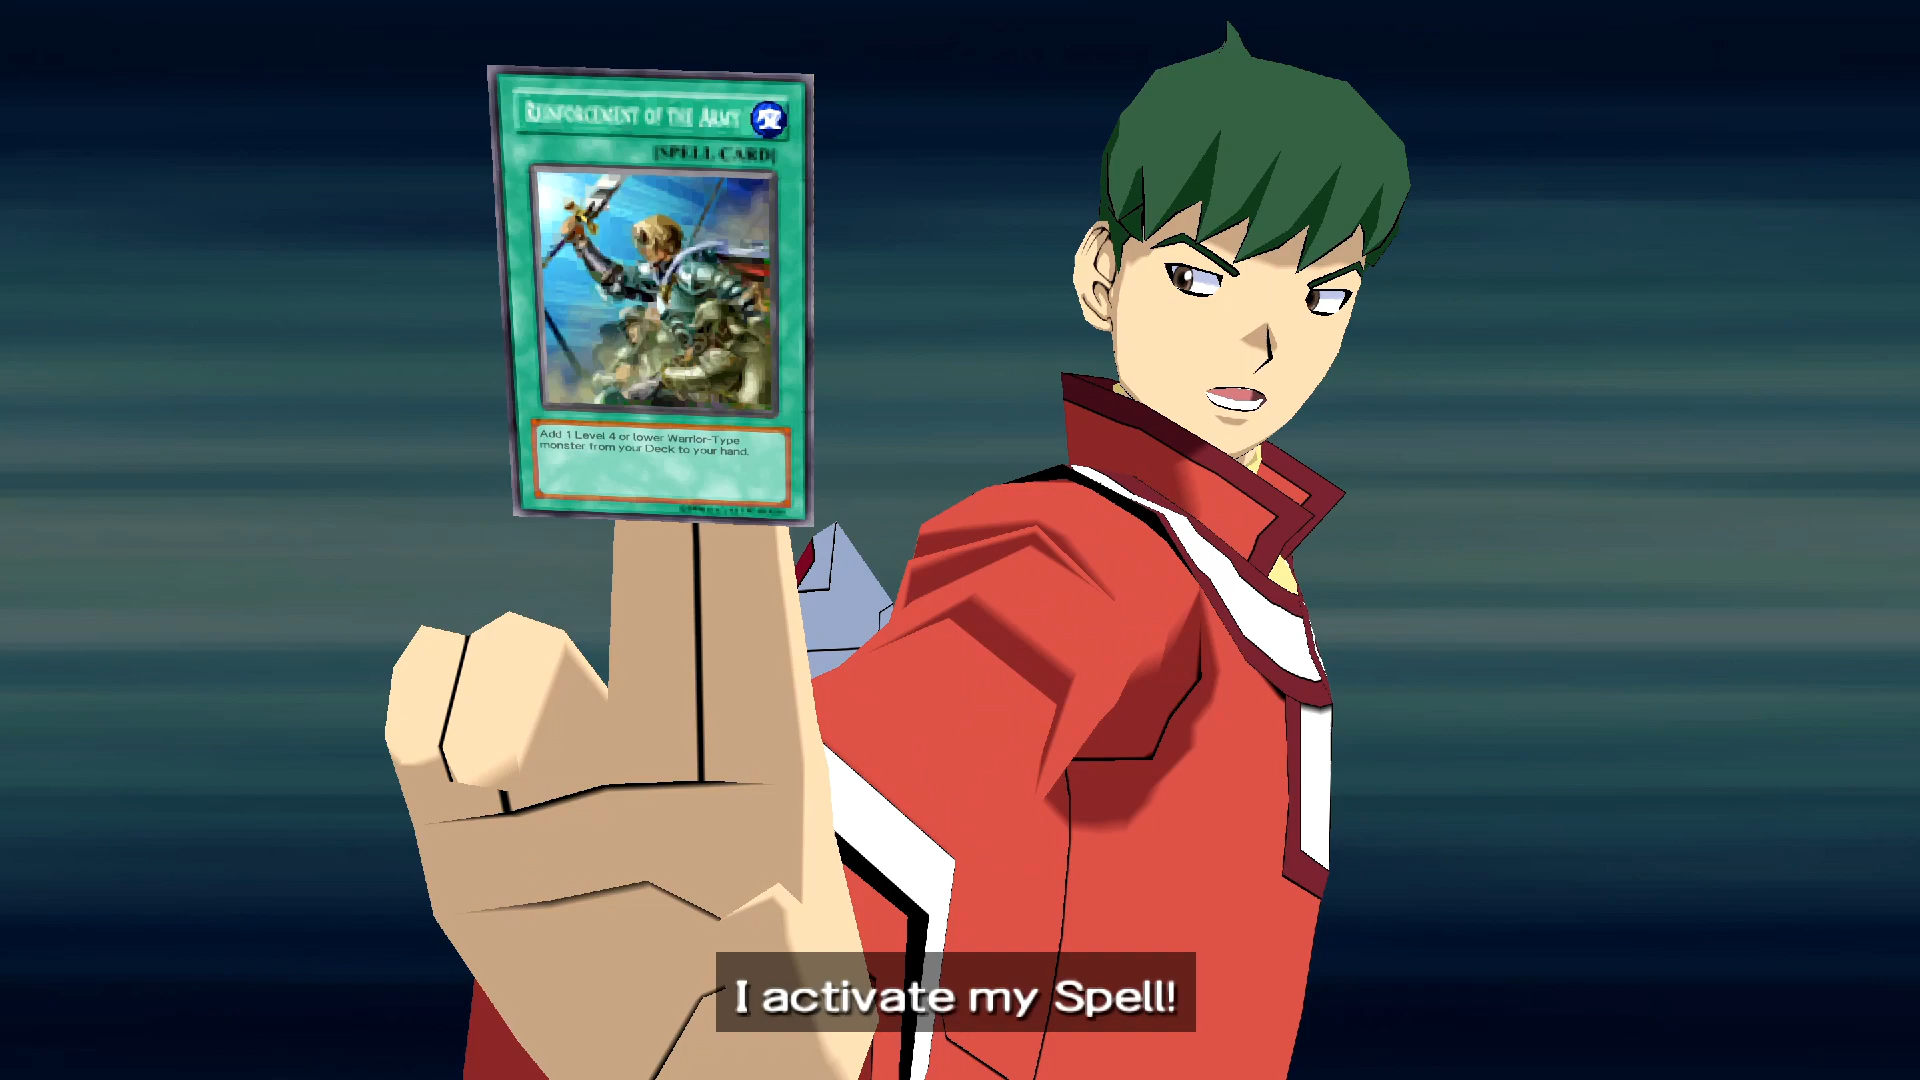 REINFORCEMENT OF THE ARMY
[SPELL CARD]
Add 1 Level 4 or lower Warrior-Type
monster from your Deck to your hand.
I activate my Spell!